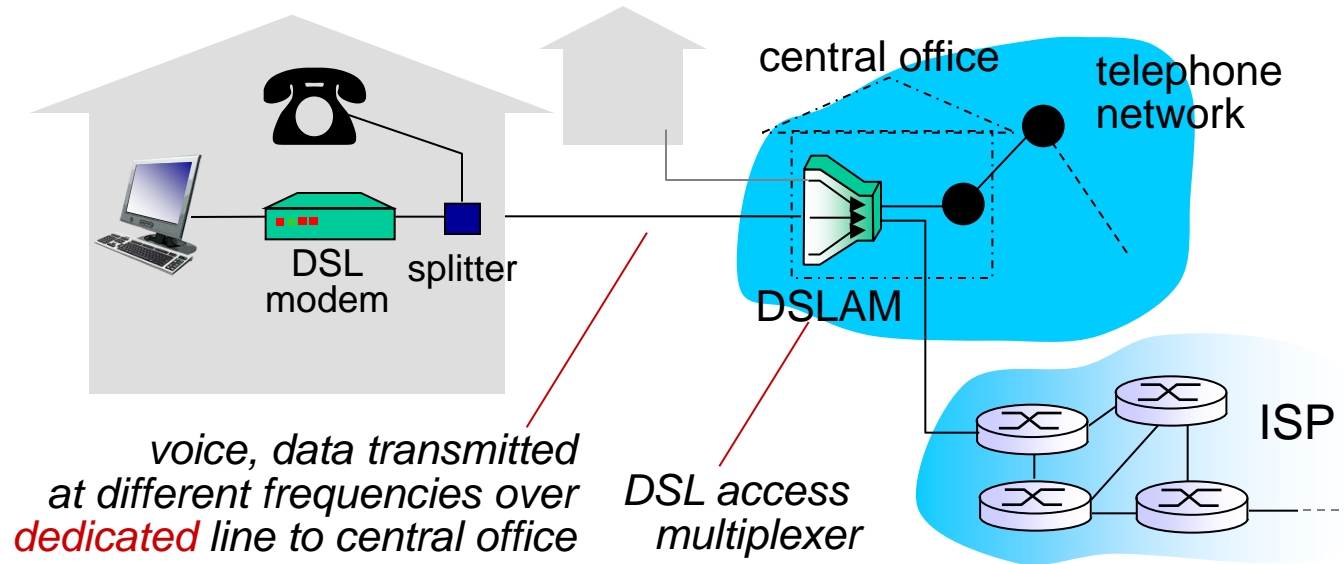 central office
telephone
network
DSL
modem
splitter
DSLAM
ISP
voice, data transmitted
at different frequencies over
dedicated line to central office
DSL access
multiplexer